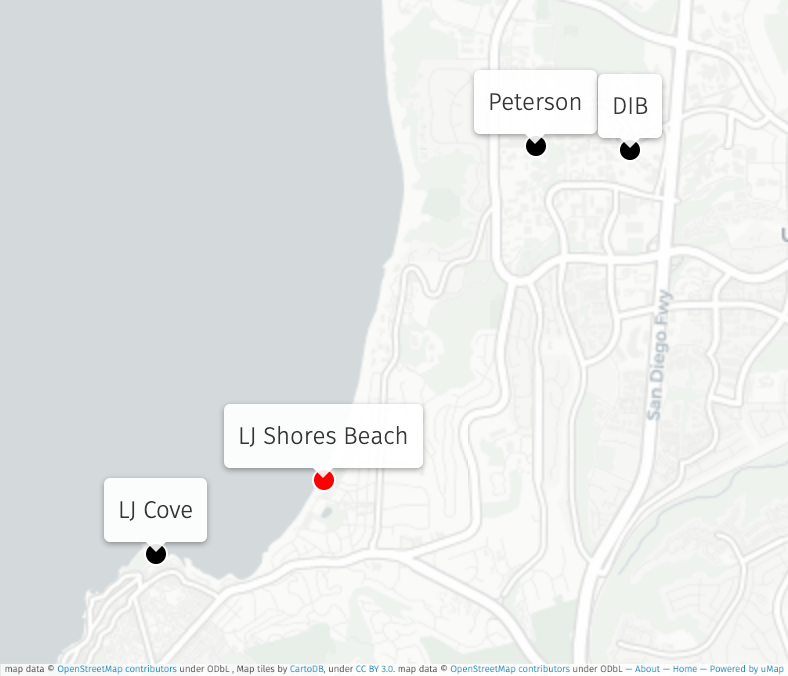 Peterson
DIB
San Diego Fwy
LJ Shores Beach
LJ Cove
map data © OpenStreetMap contributors under ODbL , Map tiles by CartoDB, under CC BY 3.0. map data © OpenStreetMap contributors under ODbL — About — Home — Powered by uMap